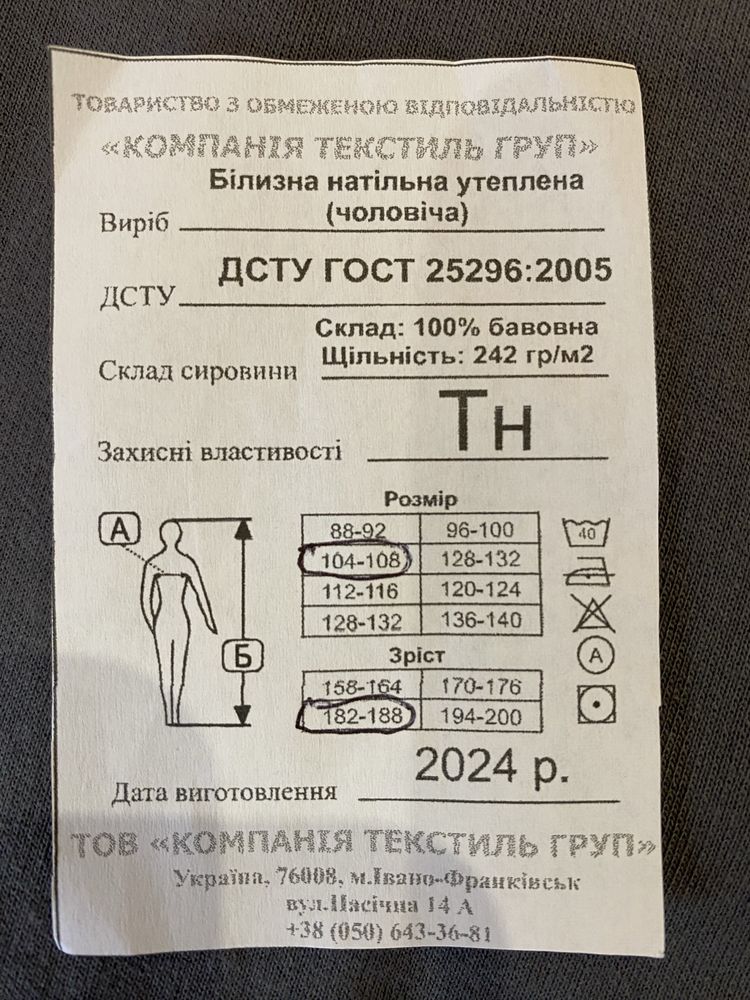 ТОВАРИСТВО З ОБМЕЖЕНОЮ ВІДПОВІДАЛЬНІСТЮ
«КОМПАНІЯ ТЕКСТИЛЬ ГРУП»
Білизна натільна утеплена
Виріб (чоловіча)
ДСТУ ДСТУ ГОСТ 25296:2005
Склад: 100% бавовна
Щільність: 242 гр/м2
Склад сировини
Захисні властивості Тн
Розмір
88-92 96-100
104-108 128-132
112-116 120-124
128-132 136-140
Зріст
158-164 170-176
182-188 194-200
А
Б
40
A
Дата виготовлення 2024 р.
ТОВ «КОМПАНІЯ ТЕКСТИЛЬ ГРУП»
Україна, 76008, м.Івано-Франківськ
вул.Пасічна 14 А
+38 (050) 643-36-81